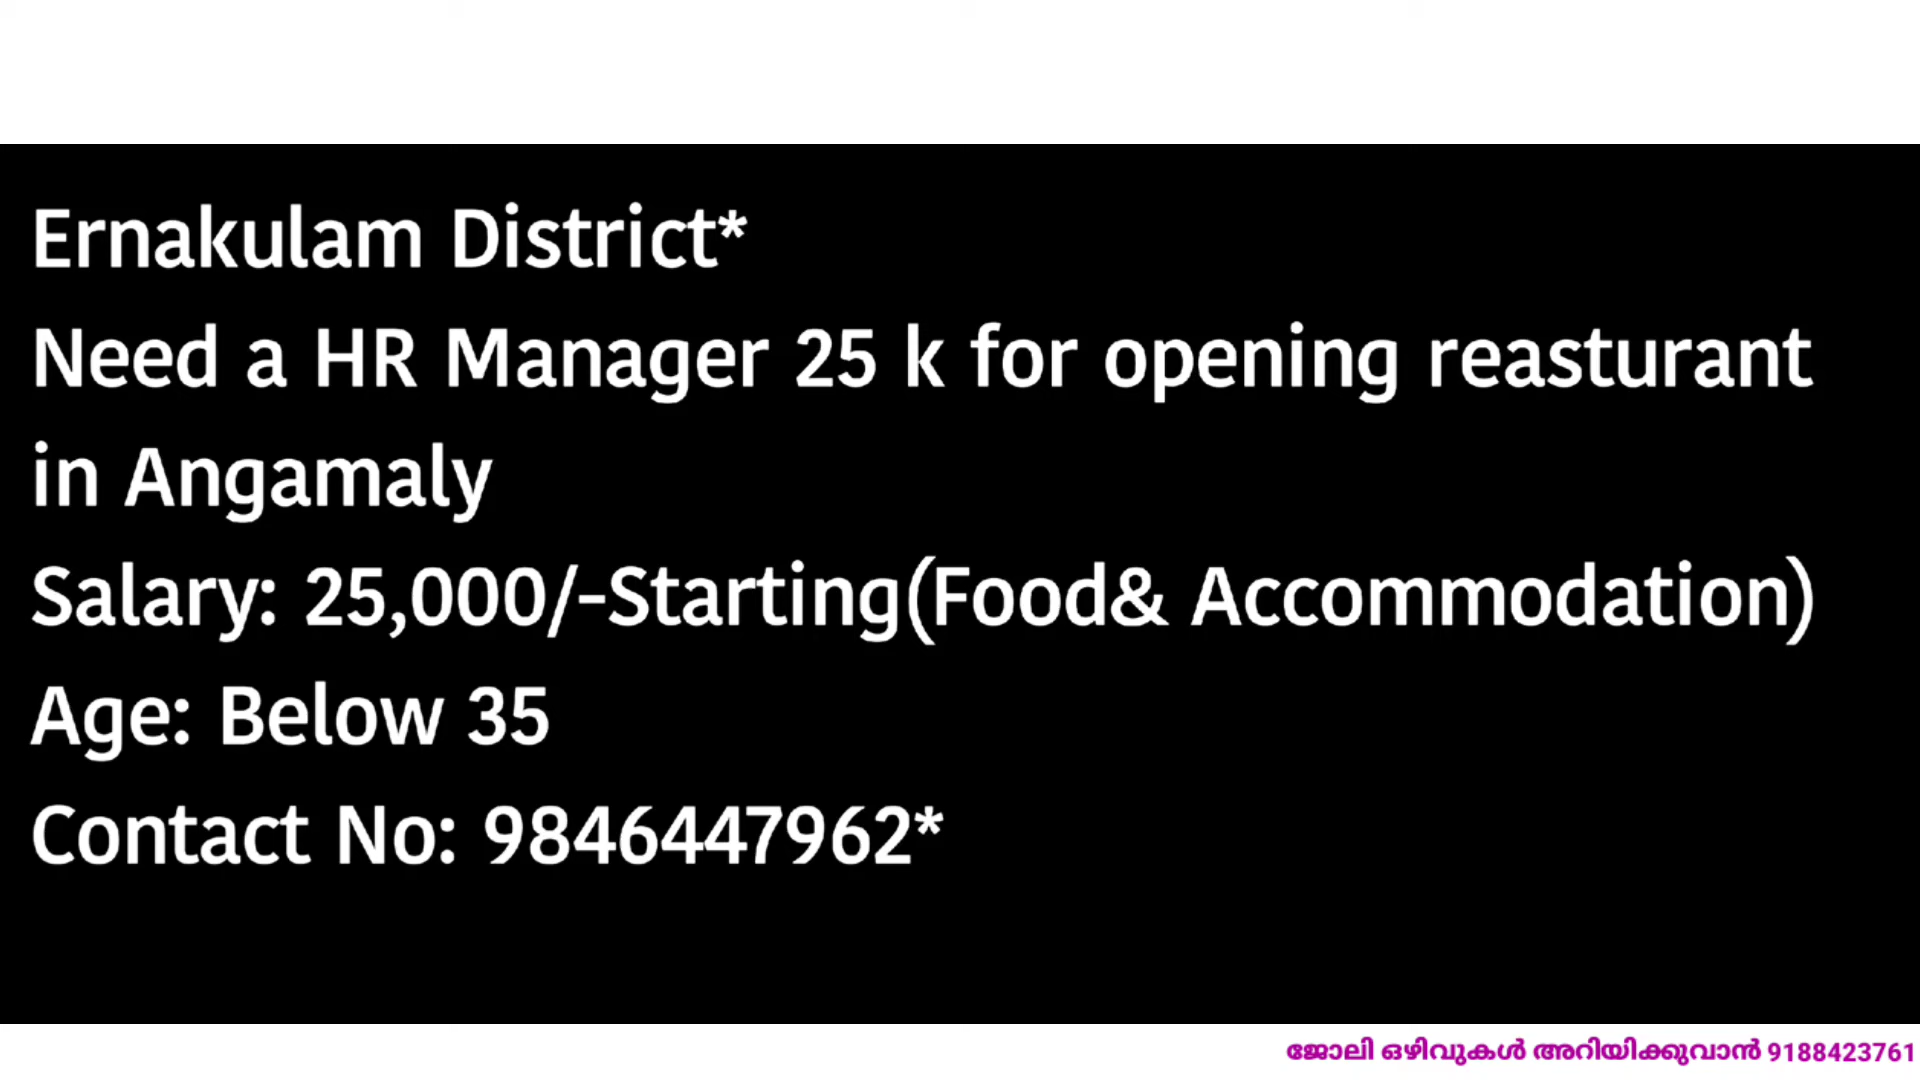 Ernakulam District*
Need a HR Manager 25 k for opening reasturant
in Angamaly
Salary: 25,000/-Starting(Food& Accommodation)
Age: Below 35
Contact No: 9846447962*
ജോലി ഒഴിവുകൾ അറിയിക്കുവാൻ 9188423761